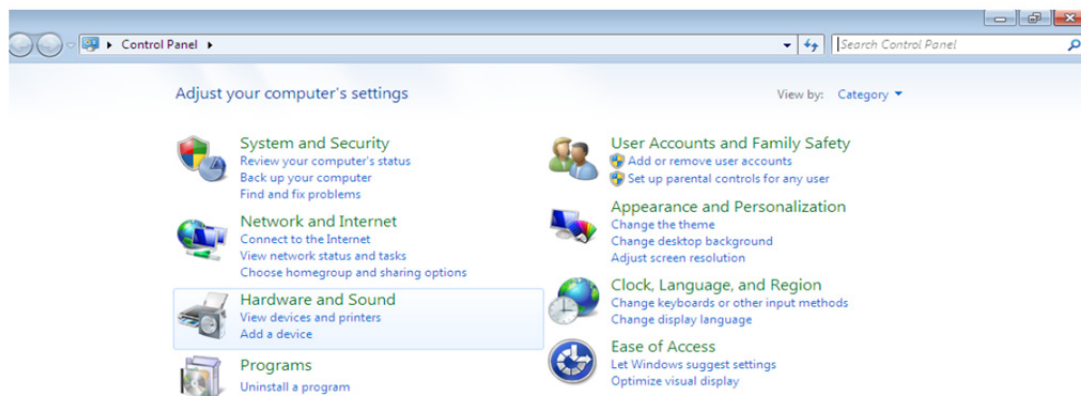 Control Panel
Search Control Panel
Adjust your computer's settings
View by: Category
System and Security
Review your computer's status
Back up your computer
Find and fix problems
Network and Internet
Connect to the Internet
View network status and tasks
Choose homegroup and sharing options
Hardware and Sound
View devices and printers
Add a device
Programs
Uninstall a program
User Accounts and Family Safety
Add or remove user accounts
Set up parental controls for any user
Appearance and Personalization
Change the theme
Change desktop background
Adjust screen resolution
Clock, Language, and Region
Change keyboards or other input methods
Change display language
Ease of Access
Let Windows suggest settings
Optimize visual display